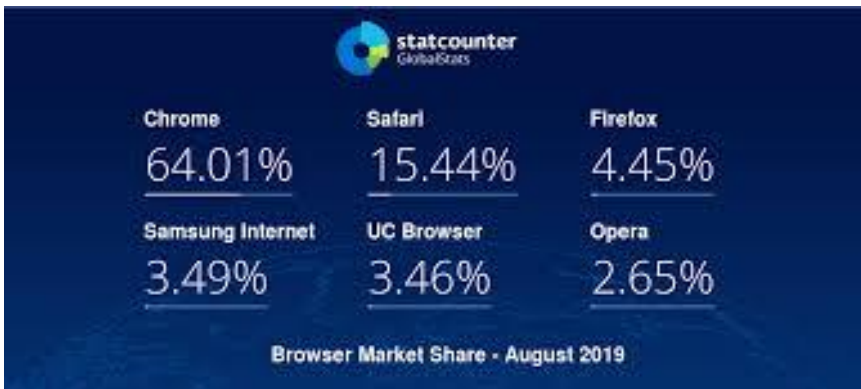 statcounter
GlobalStats
Chrome Safari Firefox
64.01% 15.44% 4.45%
Samsung Internet UC Browser Opera
3.49% 3.46% 2.65%
Browser Market Share - August 2019